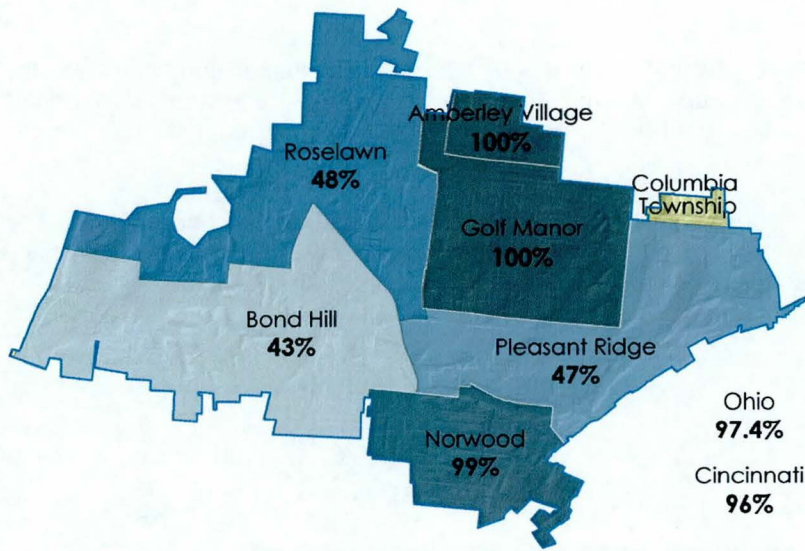 Amberley Village
100%
Roselawn
48%
Columbia
Township
Golf Manor
100%
Bond Hill
43%
Pleasant Ridge
47%
Ohio
97.4%
Norwood
99%
Cincinnati
96%